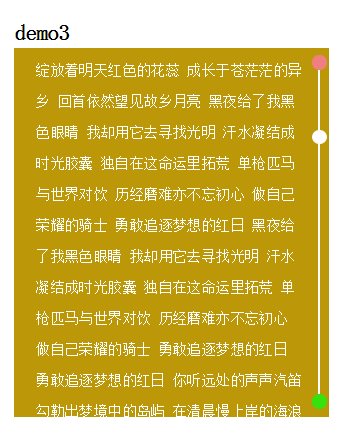 demo3
绽放着明天红色的花蕊 成长于苍茫茫的异
乡 回首依然望见故乡月亮 黑夜给了我黑
色眼睛 我却用它去寻找光明 汗水凝结成
时光胶囊 独自在这命运里拓荒 单枪匹马
与世界对饮 历经磨难亦不忘初心 做自己
荣耀的骑士 勇敢追逐梦想的红日 黑夜给
了我黑色眼睛 我却用它去寻找光明 汗水
凝结成时光胶囊 独自在这命运里拓荒 单
枪匹马与世界对饮 历经磨难亦不忘初心
做自己荣耀的骑士 勇敢追逐梦想的红日
勇敢追逐梦想的红日 你听远处的声声汽笛
勾勒出梦境中的岛屿 在清晨慢上岸的海浪